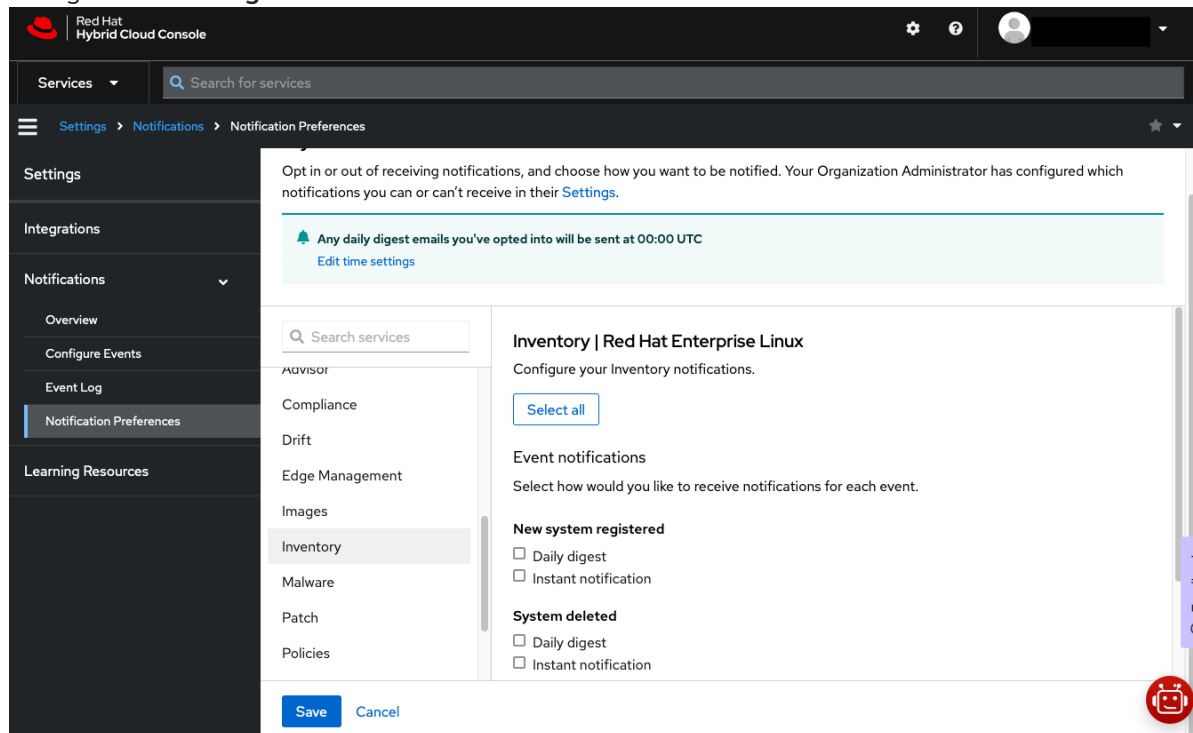 Red Hat
Hybrid Cloud Console
Services
Search for services
Settings > Notifications > Notification Preferences
Settings
Integrations
Notifications
Overview
Configure Events
Event Log
Notification Preferences
Learning Resources
Opt in or out of receiving notifications, and choose how you want to be notified. Your Organization Administrator has configured which
notifications you can or can't receive in their Settings.
Any daily digest emails you've opted into will be sent at 00:00 UTC
Edit time settings
Search services
Advisor
Compliance
Drift
Edge Management
Images
Inventory
Malware
Patch
Policies
Inventory | Red Hat Enterprise Linux
Configure your Inventory notifications.
Select all
Event notifications
Select how would you like to receive notifications for each event.
New system registered
Daily digest
Instant notification
System deleted
Daily digest
Instant notification
Save
Cancel